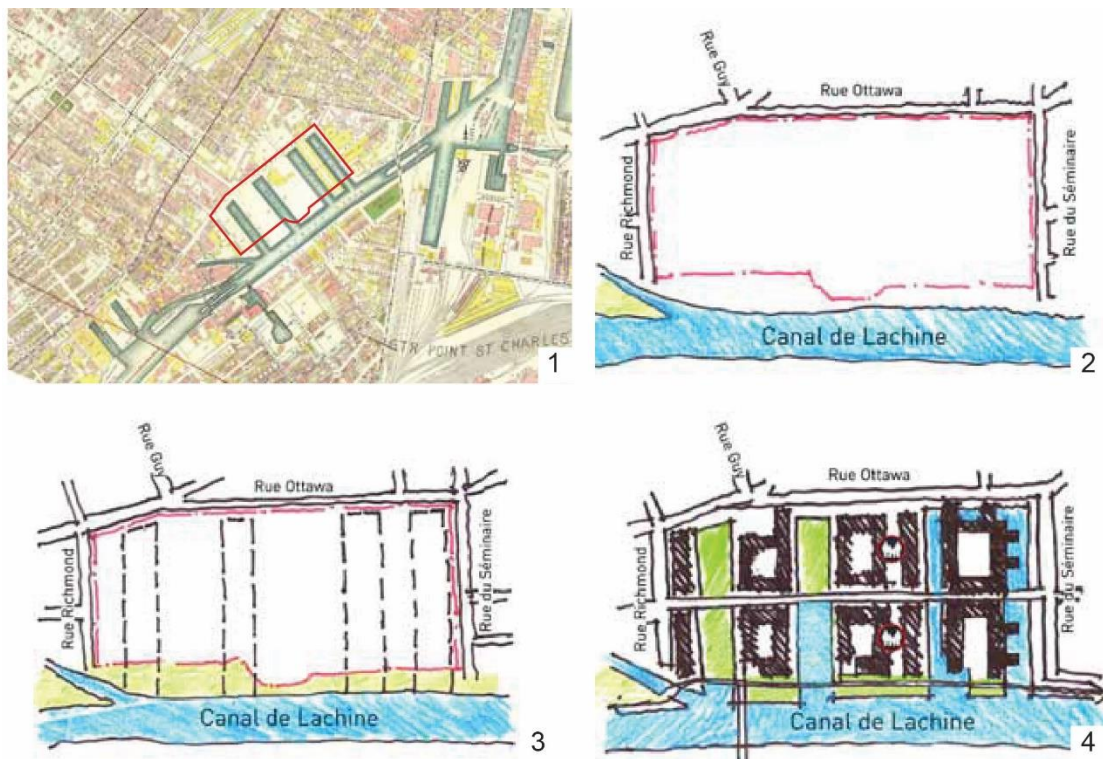 GTR POINT ST CHARLES
1
Rue Guy
Rue Ottawa
Rue Richmond
Rue du Séminaire
Canal de Lachine
2
Rue Guy
Rue Ottawa
Rue Richmond
Rue du Séminaire
Canal de Lachine
3
Rue Guy
Rue Ottawa
Rue Richmond
Rue du Séminaire
Canal de Lachine
4